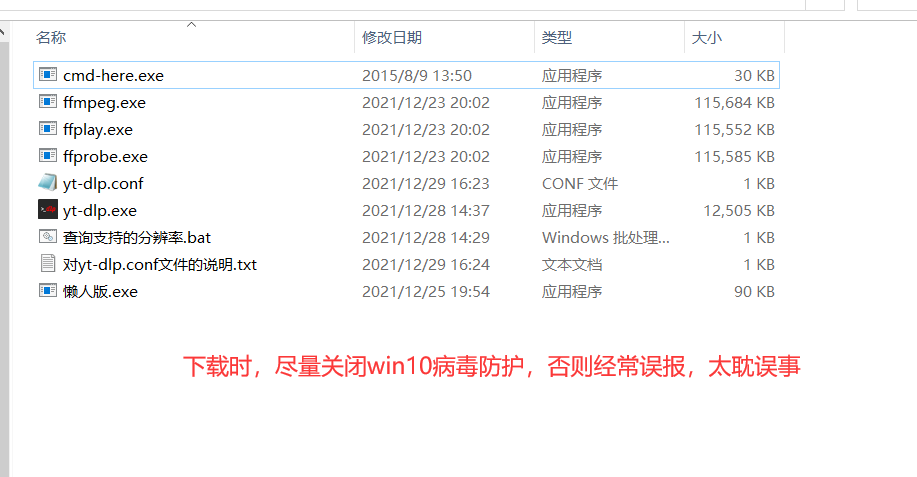 名称 修改日期 类型 大小
cmd-here.exe 2015/8/9 13:50 应用程序 30 KB
ffmpeg.exe 2021/12/23 20:02 应用程序 115,684 KB
ffplay.exe 2021/12/23 20:02 应用程序 115,552 KB
ffprobe.exe 2021/12/23 20:02 应用程序 115,585 KB
yt-dlp.conf 2021/12/29 16:23 CONF 文件 1 KB
yt-dlp.exe 2021/12/28 14:37 应用程序 12,505 KB
查询支持的分辨率.bat 2021/12/28 14:29 Windows 批处理... 1 KB
对yt-dlp.conf文件的说明.txt 2021/12/29 16:24 文本文档 1 KB
懒人版.exe 2021/12/25 19:54 应用程序 90 KB
下载时，尽量关闭win10病毒防护，否则经常误报，太耽误事